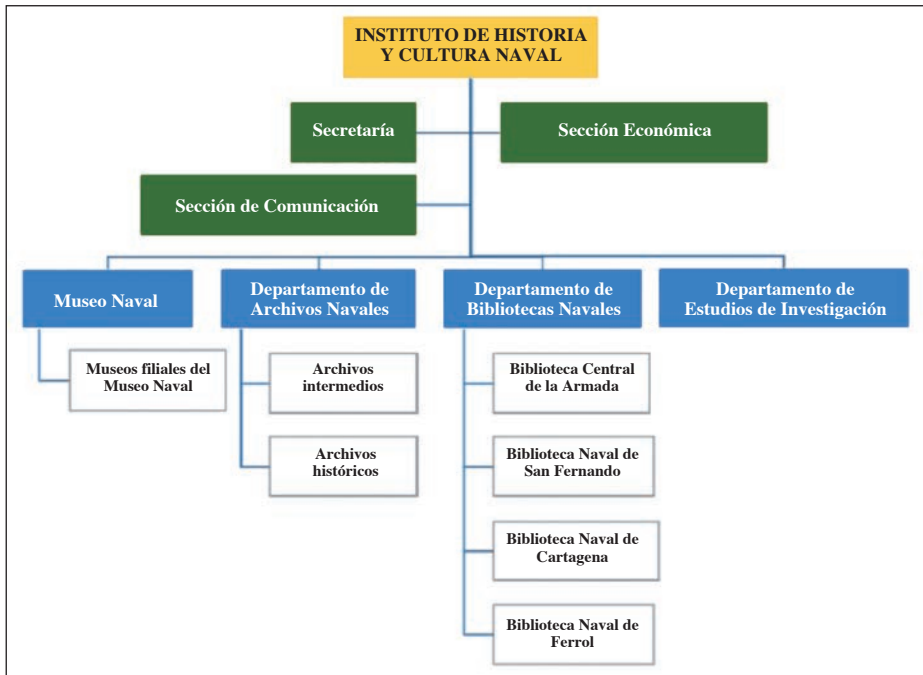 INSTITUTO DE HISTORIA
Y CULTURA NAVAL
Secretaría
Sección Económica
Sección de Comunicación
Museo Naval
Departamento de
Archivos Navales
Departamento de
Bibliotecas Navales
Departamento de
Estudios de Investigación
Museos filiales del
Museo Naval
Archivos
intermedios
Archivos
históricos
Biblioteca Central
de la Armada
Biblioteca Naval de
San Fernando
Biblioteca Naval de
Cartagena
Biblioteca Naval de
Ferrol